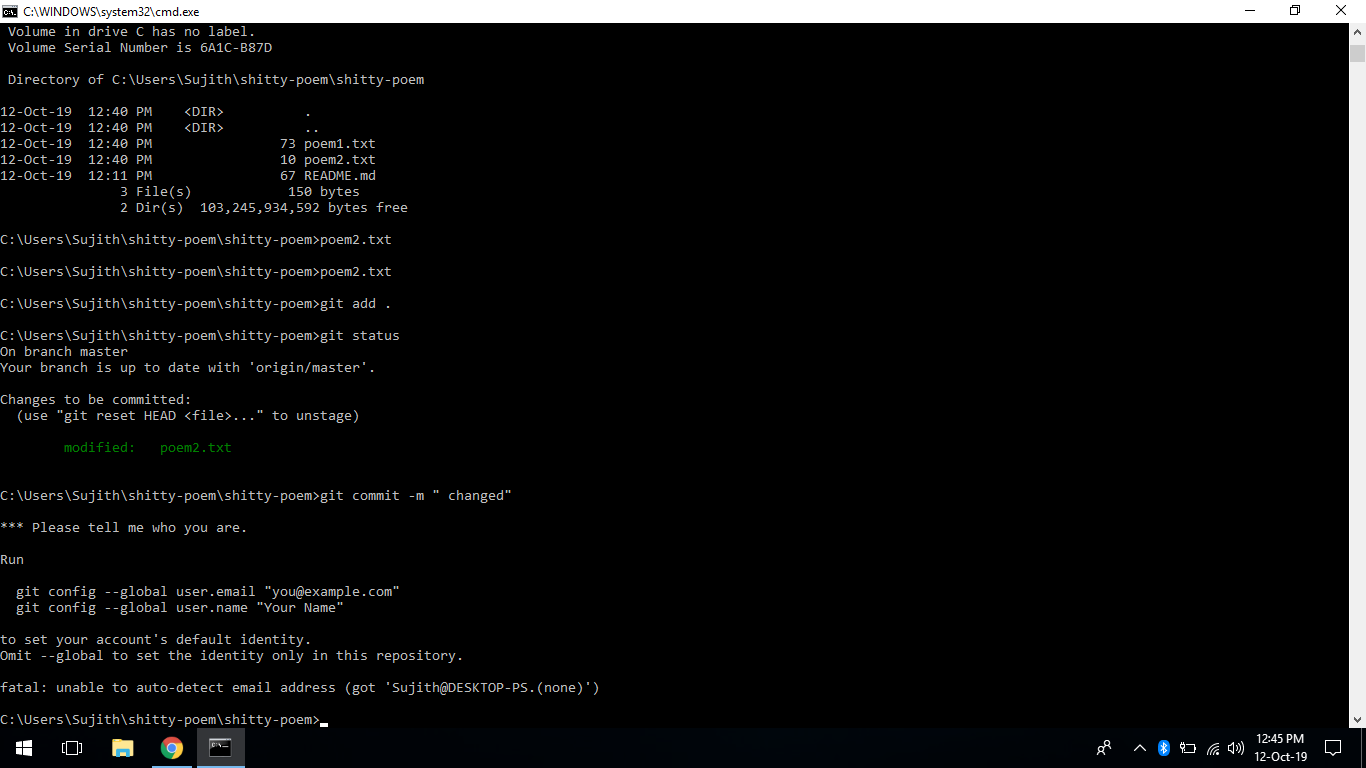 C:\WINDOWS\system32\cmd.exe
Volume in drive C has no label.
Volume Serial Number is 6A1C-B87D
Directory of C:\Users\Sujith\shitty-poem\shitty-poem
12-Oct-19  12:40 PM    <DIR>          .
12-Oct-19  12:40 PM    <DIR>          ..
12-Oct-19  12:40 PM                73 poem1.txt
12-Oct-19  12:40 PM                10 poem2.txt
12-Oct-19  12:11 PM                67 README.md
3 File(s)            150 bytes
2 Dir(s)  103,245,934,592 bytes free
C:\Users\Sujith\shitty-poem\shitty-poem>poem2.txt
C:\Users\Sujith\shitty-poem\shitty-poem>poem2.txt
C:\Users\Sujith\shitty-poem\shitty-poem>git add .
C:\Users\Sujith\shitty-poem\shitty-poem>git status
On branch master
Your branch is up to date with 'origin/master'.
Changes to be committed:
(use "git reset HEAD <file>..." to unstage)
modified:   poem2.txt
C:\Users\Sujith\shitty-poem\shitty-poem>git commit -m " changed"
*** Please tell me who you are.
Run
git config --global user.email "you@example.com"
git config --global user.name "Your Name"
to set your account's default identity.
Omit --global to set the identity only in this repository.
fatal: unable to auto-detect email address (got 'Sujith@DESKTOP-PS.(none)')
C:\Users\Sujith\shitty-poem\shitty-poem>
12:45 PM
12-Oct-19